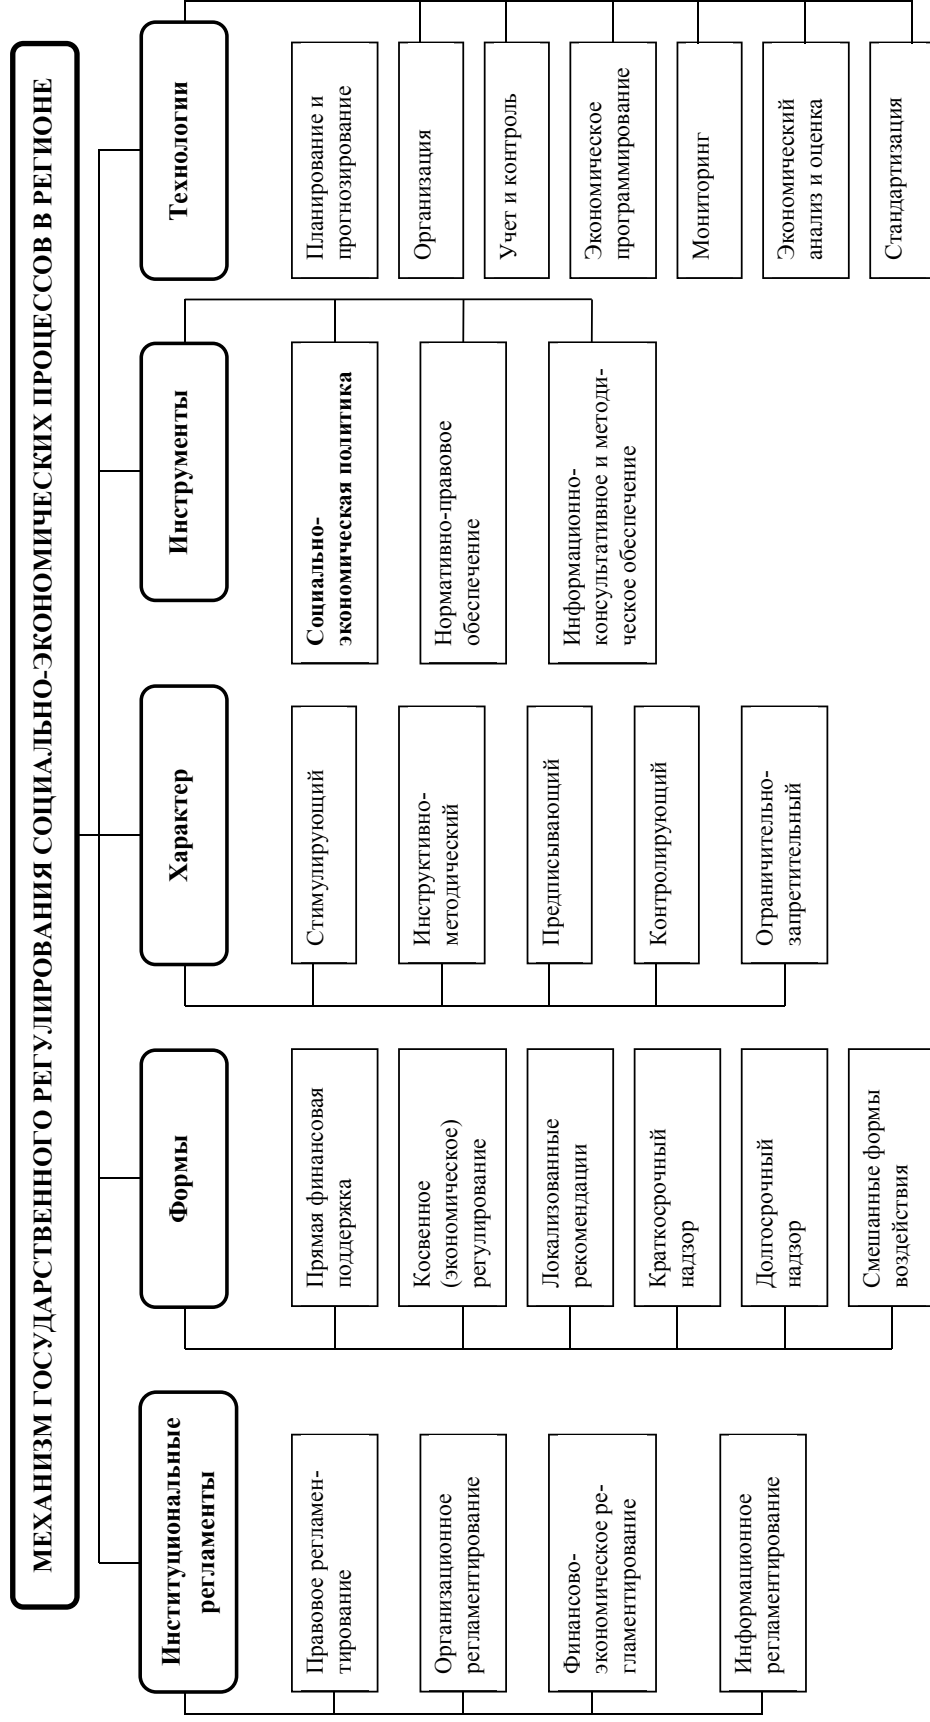 МЕХАНИЗМ ГОСУДАРСТВЕННОГО РЕГУЛИРОВАНИЯ СОЦИАЛЬНО-ЭКОНОМИЧЕСКИХ ПРОЦЕССОВ В РЕГИОНЕ
Институциональные
регламенты
Правовое регламен-
тирование
Организационное
регламентирование
Финансово-
экономическое ре-
гламентирование
Информационное
регламентирование
Формы
Прямая финансовая
поддержка
Косвенное
(экономическое)
регулирование
Локализованные
рекомендации
Краткосрочный
надзор
Долгосрочный
надзор
Смешанные формы
воздействия
Характер
Стимулирующий
Инструктивно-
методический
Предписывающий
Контролирующий
Ограничительно-
запретительный
Инструменты
Социально-
экономическая политика
Нормативно-правовое
обеспечение
Информационно-
консультативное и методи-
ческое обеспечение
Технологии
Планирование и
прогнозирование
Организация
Учет и контроль
Экономическое
программирование
Мониторинг
Экономический
анализ и оценка
Стандартизация